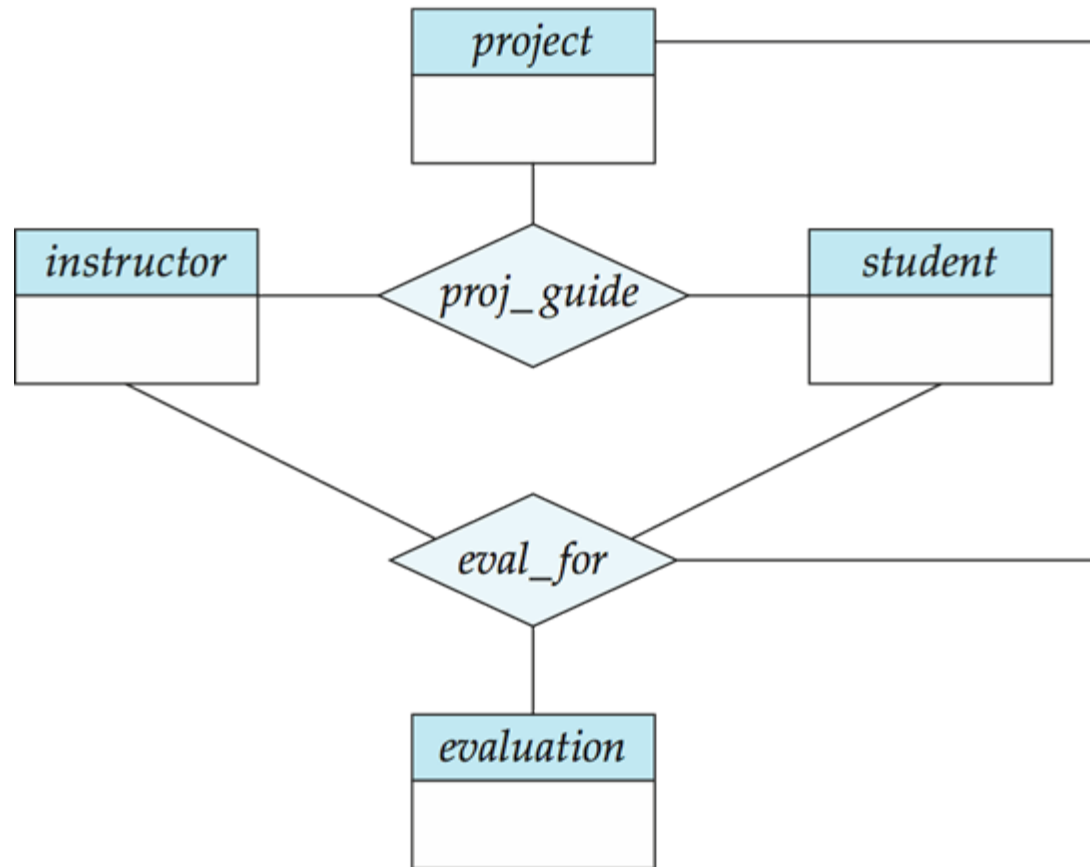 project
instructor
proj_guide
student
eval_for
evaluation